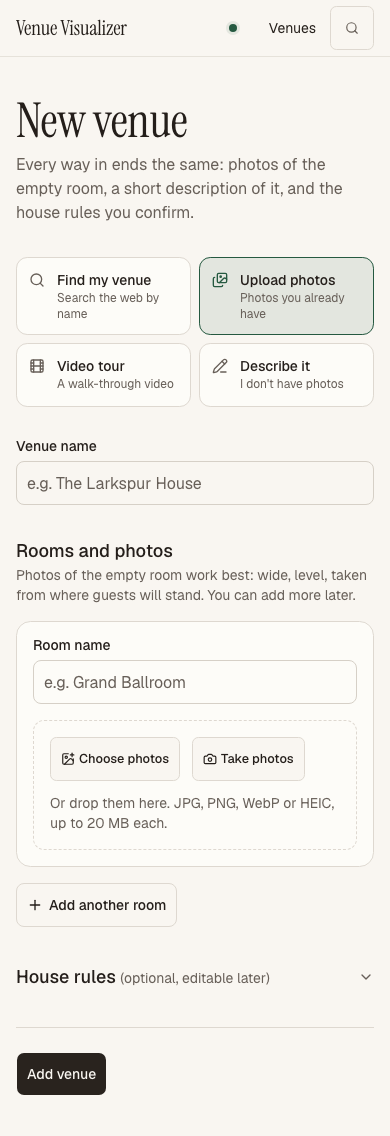 Venue Visualizer
Venues
New venue
Every way in ends the same: photos of the
empty room, a short description of it, and the
house rules you confirm.
Find my venue
Search the web by
name
Upload photos
Photos you already
have
Video tour
A walk-through video
Describe it
I don't have photos
Venue name
e.g. The Larkspur House
Rooms and photos
Photos of the empty room work best: wide, level, taken
from where guests will stand. You can add more later.
Room name
e.g. Grand Ballroom
Choose photos
Take photos
Or drop them here. JPG, PNG, WebP or HEIC,
up to 20 MB each.
Add another room
House rules (optional, editable later)
Add venue